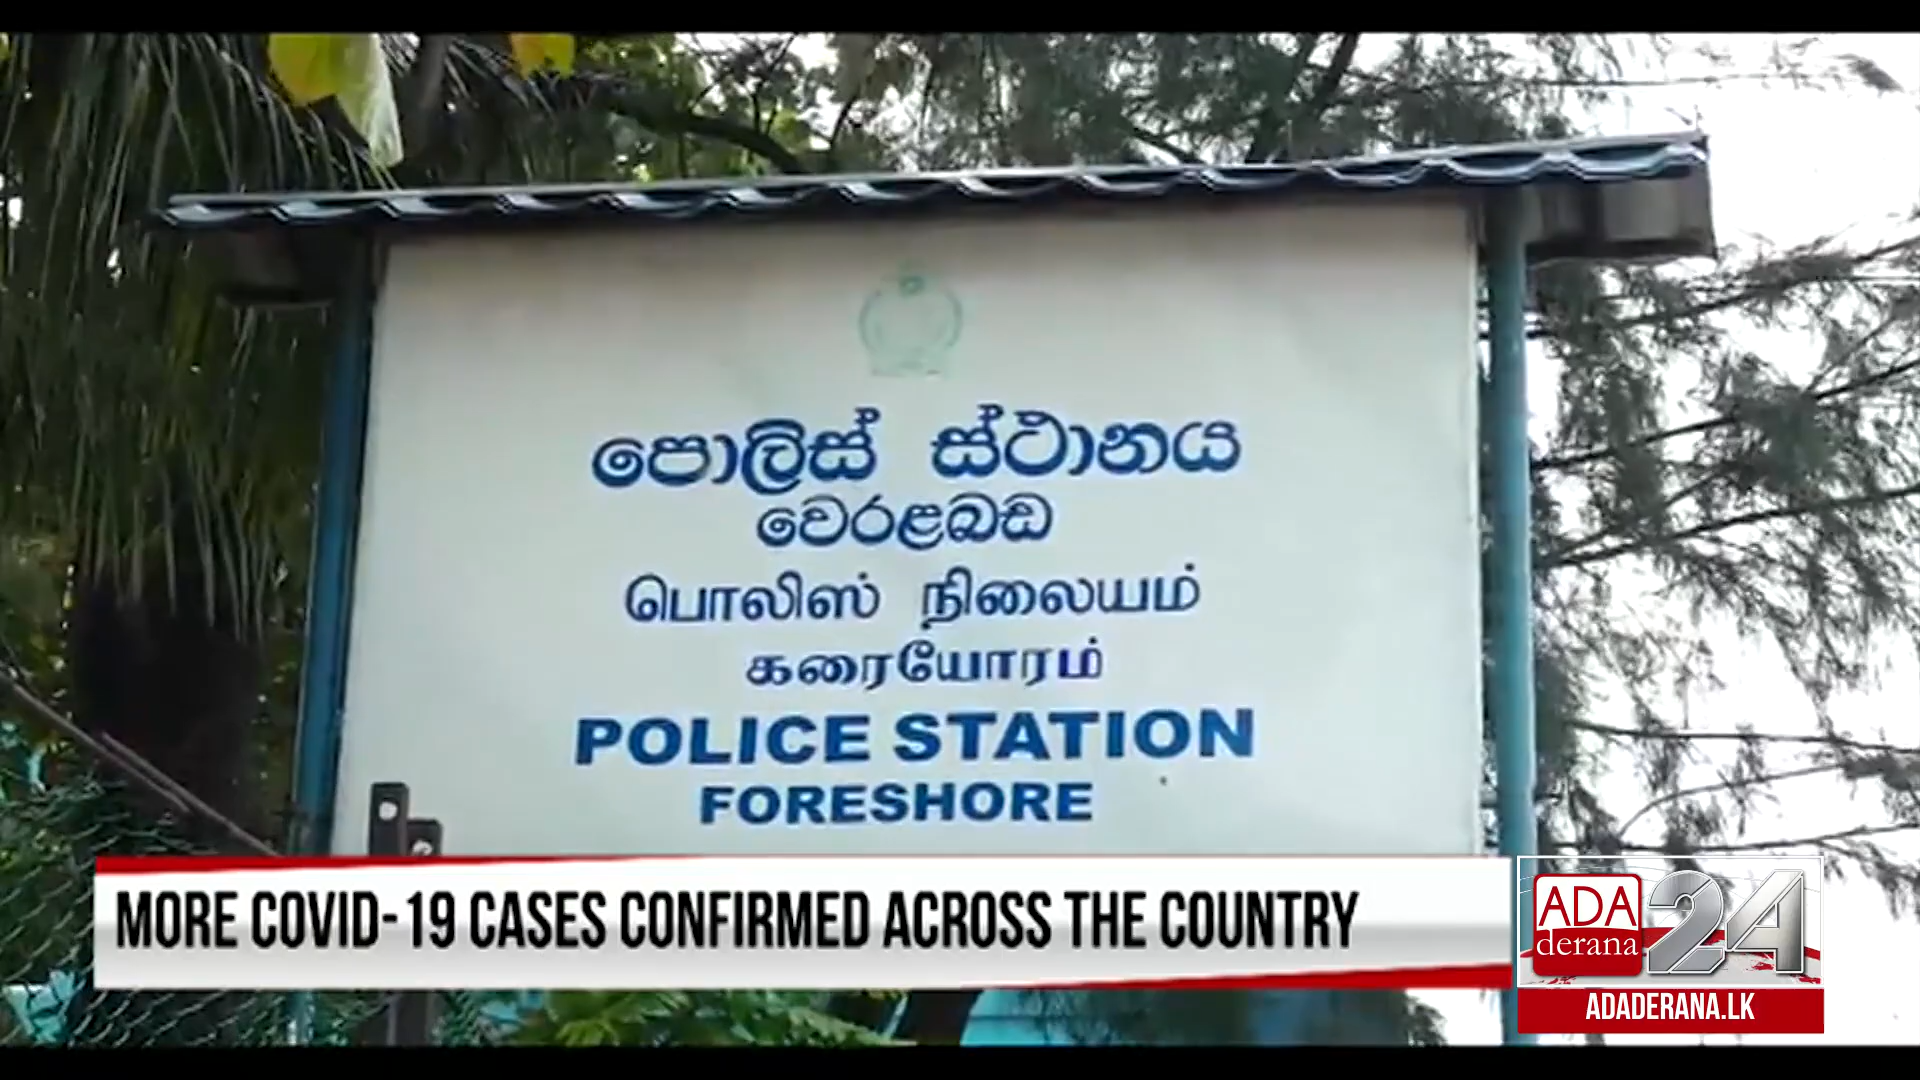 පොලිස් ස්ථානය
වෙරළබඩ
பொலிஸ் நிலையம்
கரையோரம்
POLICE STATION
FORESHORE
MORE COVID-19 CASES CONFIRMED ACROSS THE COUNTRY
ADA
derana
24
ADADERANA.LK